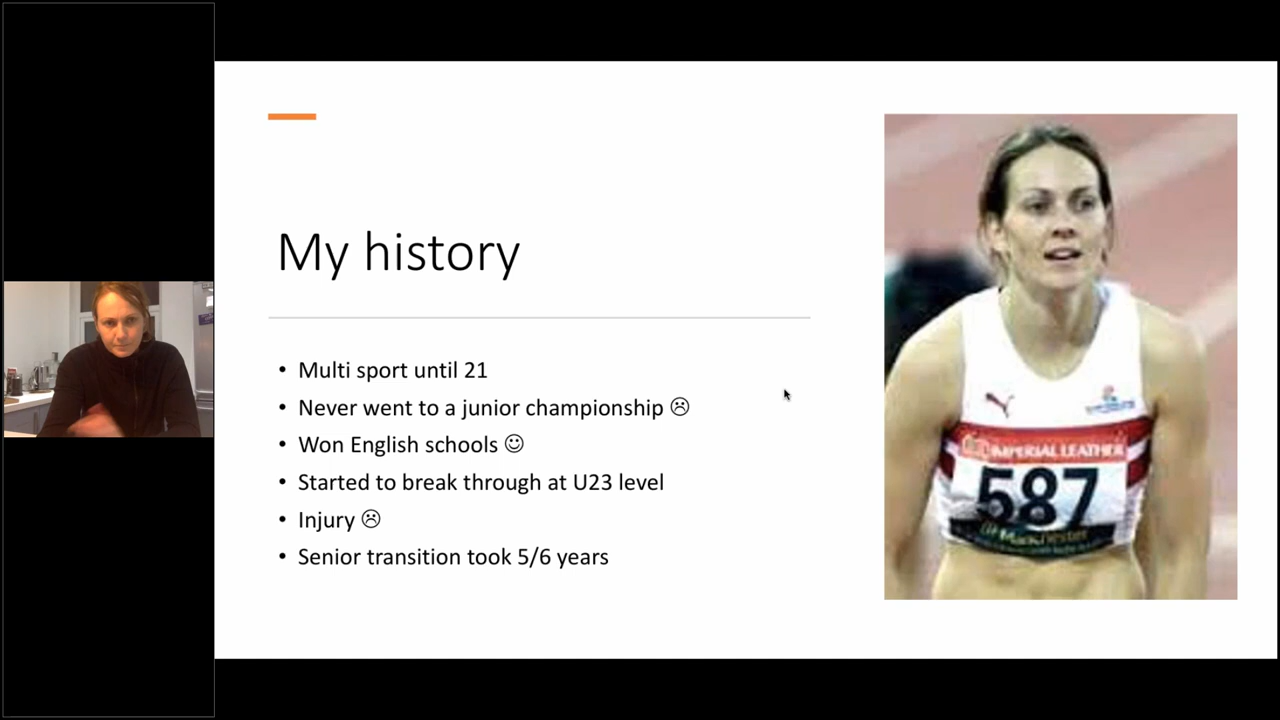 My history
• Multi sport until 21
• Never went to a junior championship ☹
• Won English schools ☺
• Started to break through at U23 level
• Injury ☹
• Senior transition took 5/6 years
IMPERIAL LEATHER
587
Manchester